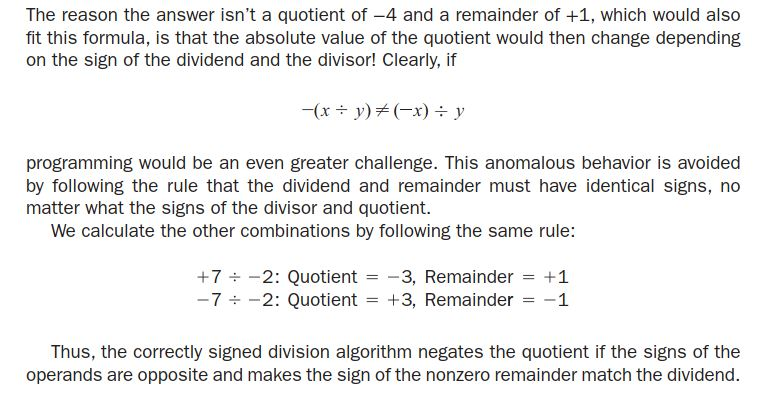 The reason the answer isn't a quotient of −4 and a remainder of +1, which would also
fit this formula, is that the absolute value of the quotient would then change depending
on the sign of the dividend and the divisor! Clearly, if
−(x ÷ y) ≠ (−x) ÷ y
programming would be an even greater challenge. This anomalous behavior is avoided
by following the rule that the dividend and remainder must have identical signs, no
matter what the signs of the divisor and quotient.
We calculate the other combinations by following the same rule:
+7 ÷ −2: Quotient = −3, Remainder = +1
−7 ÷ −2: Quotient = +3, Remainder = −1
Thus, the correctly signed division algorithm negates the quotient if the signs of the
operands are opposite and makes the sign of the nonzero remainder match the dividend.